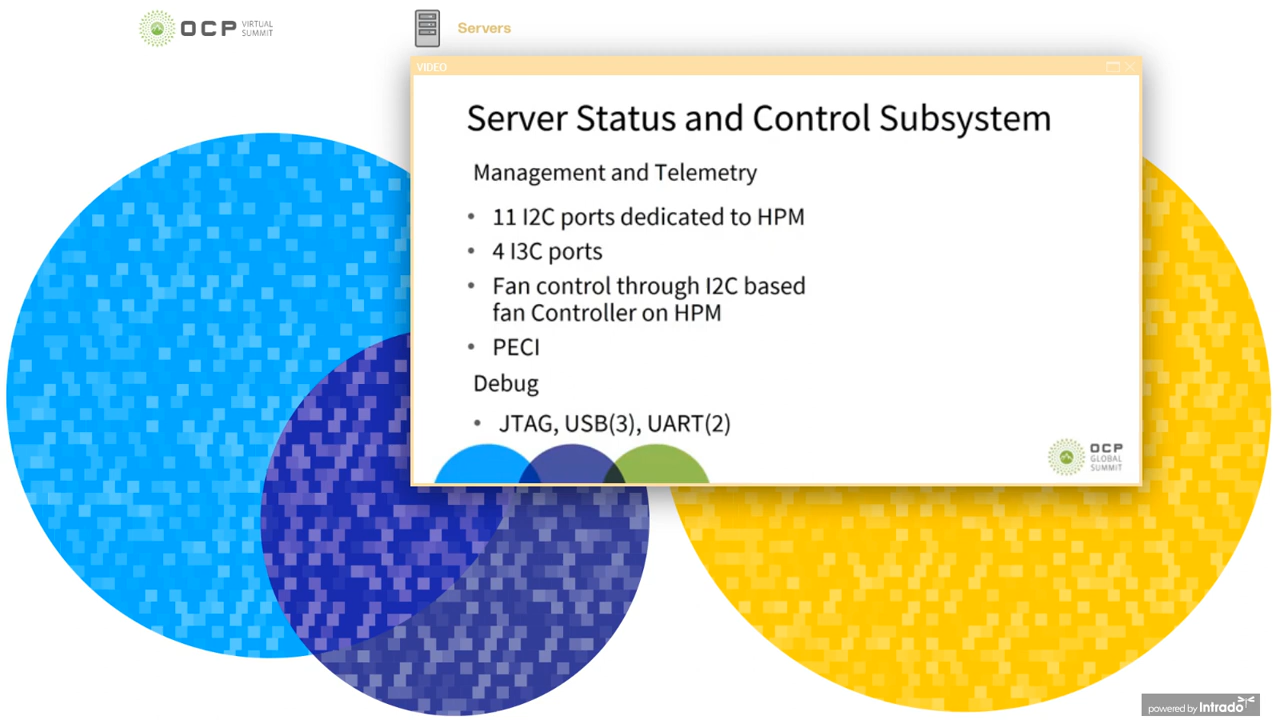 OCP VIRTUAL
SUMMIT
Servers
VIDEO
Server Status and Control Subsystem
Management and Telemetry
• 11 I2C ports dedicated to HPM
• 4 I3C ports
• Fan control through I2C based
fan Controller on HPM
• PECI
Debug
• JTAG, USB(3), UART(2)
OCP
GLOBAL
SUMMIT
powered by Intrado